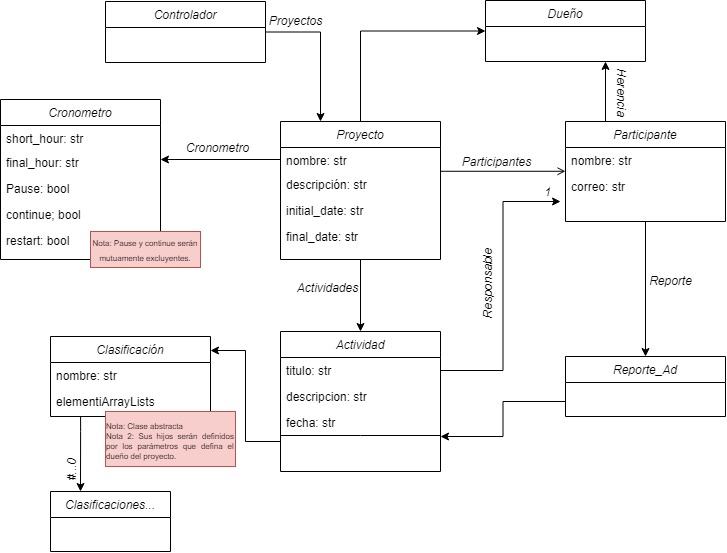 Controlador
Dueño
Proyectos
Herencia
Cronometro
short_hour: str
final_hour: str
Pause: bool
continue; bool
restart: bool
Nota: Pause y continue serán
mutuamente excluyentes.
Cronometro
Proyecto
nombre: str
descripción: str
initial_date: str
final_date: str
Participantes
Participante
nombre: str
correo: str
1
Responsable
Reporte
Actividades
Clasificación
nombre: str
elementiArrayLists
Nota: Clase abstracta
Nota 2: Sus hijos serán definidos
por los parámetros que defina el
dueño del proyecto.
Actividad
titulo: str
descripcion: str
fecha: str
Reporte_Ad
#...0
Clasificaciones...